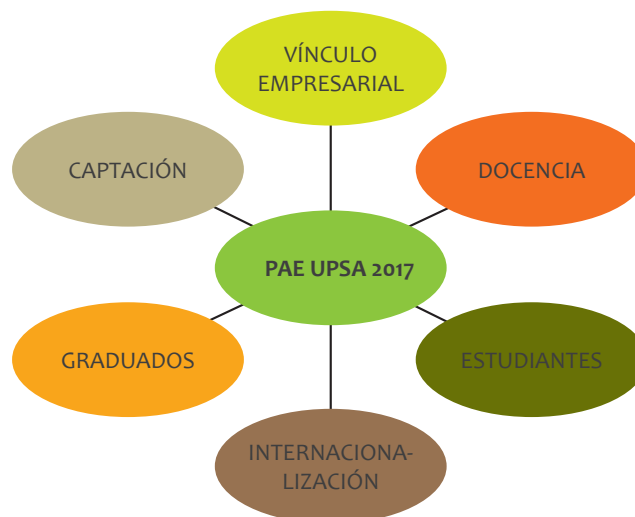 VÍNCULO
EMPRESARIAL
CAPTACIÓN
DOCENCIA
PAE UPSA 2017
GRADUADOS
ESTUDIANTES
INTERNACIONA-
LIZACIÓN